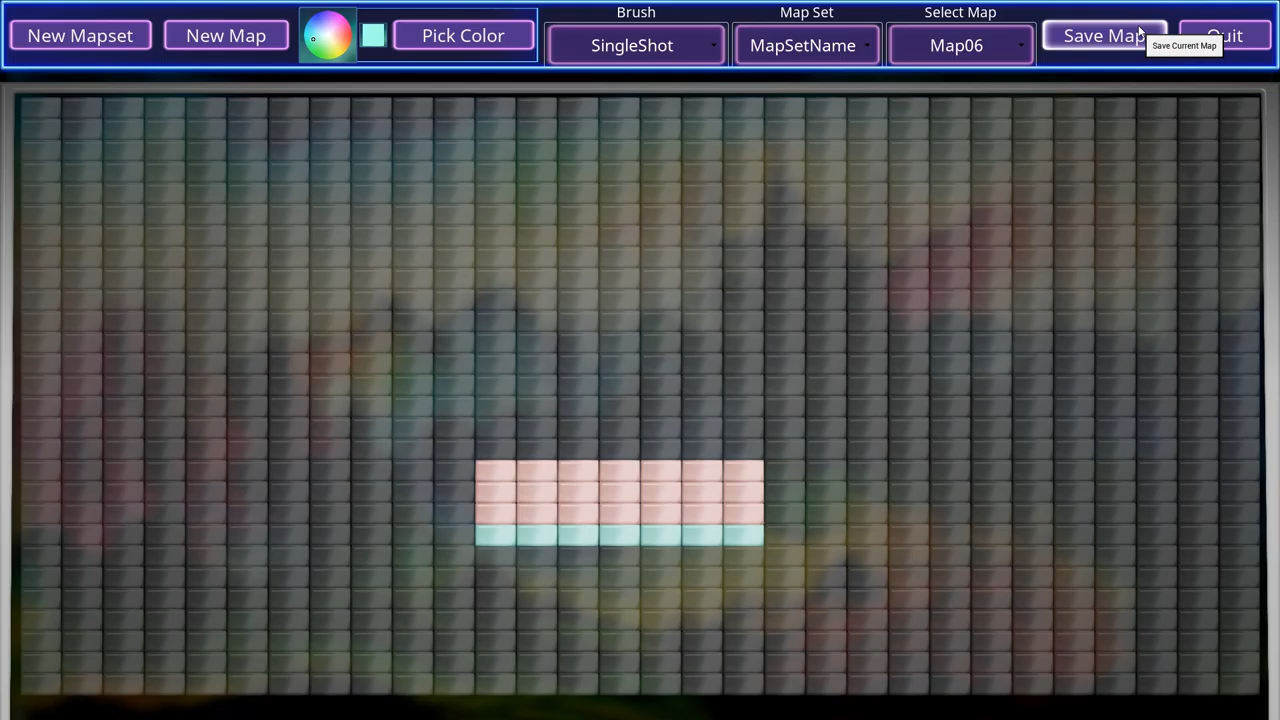 Brush
Map Set
Select Map
New Mapset
New Map
Pick Color
SingleShot
MapSetName
Map06
Save Map
Quit
Save Current Map